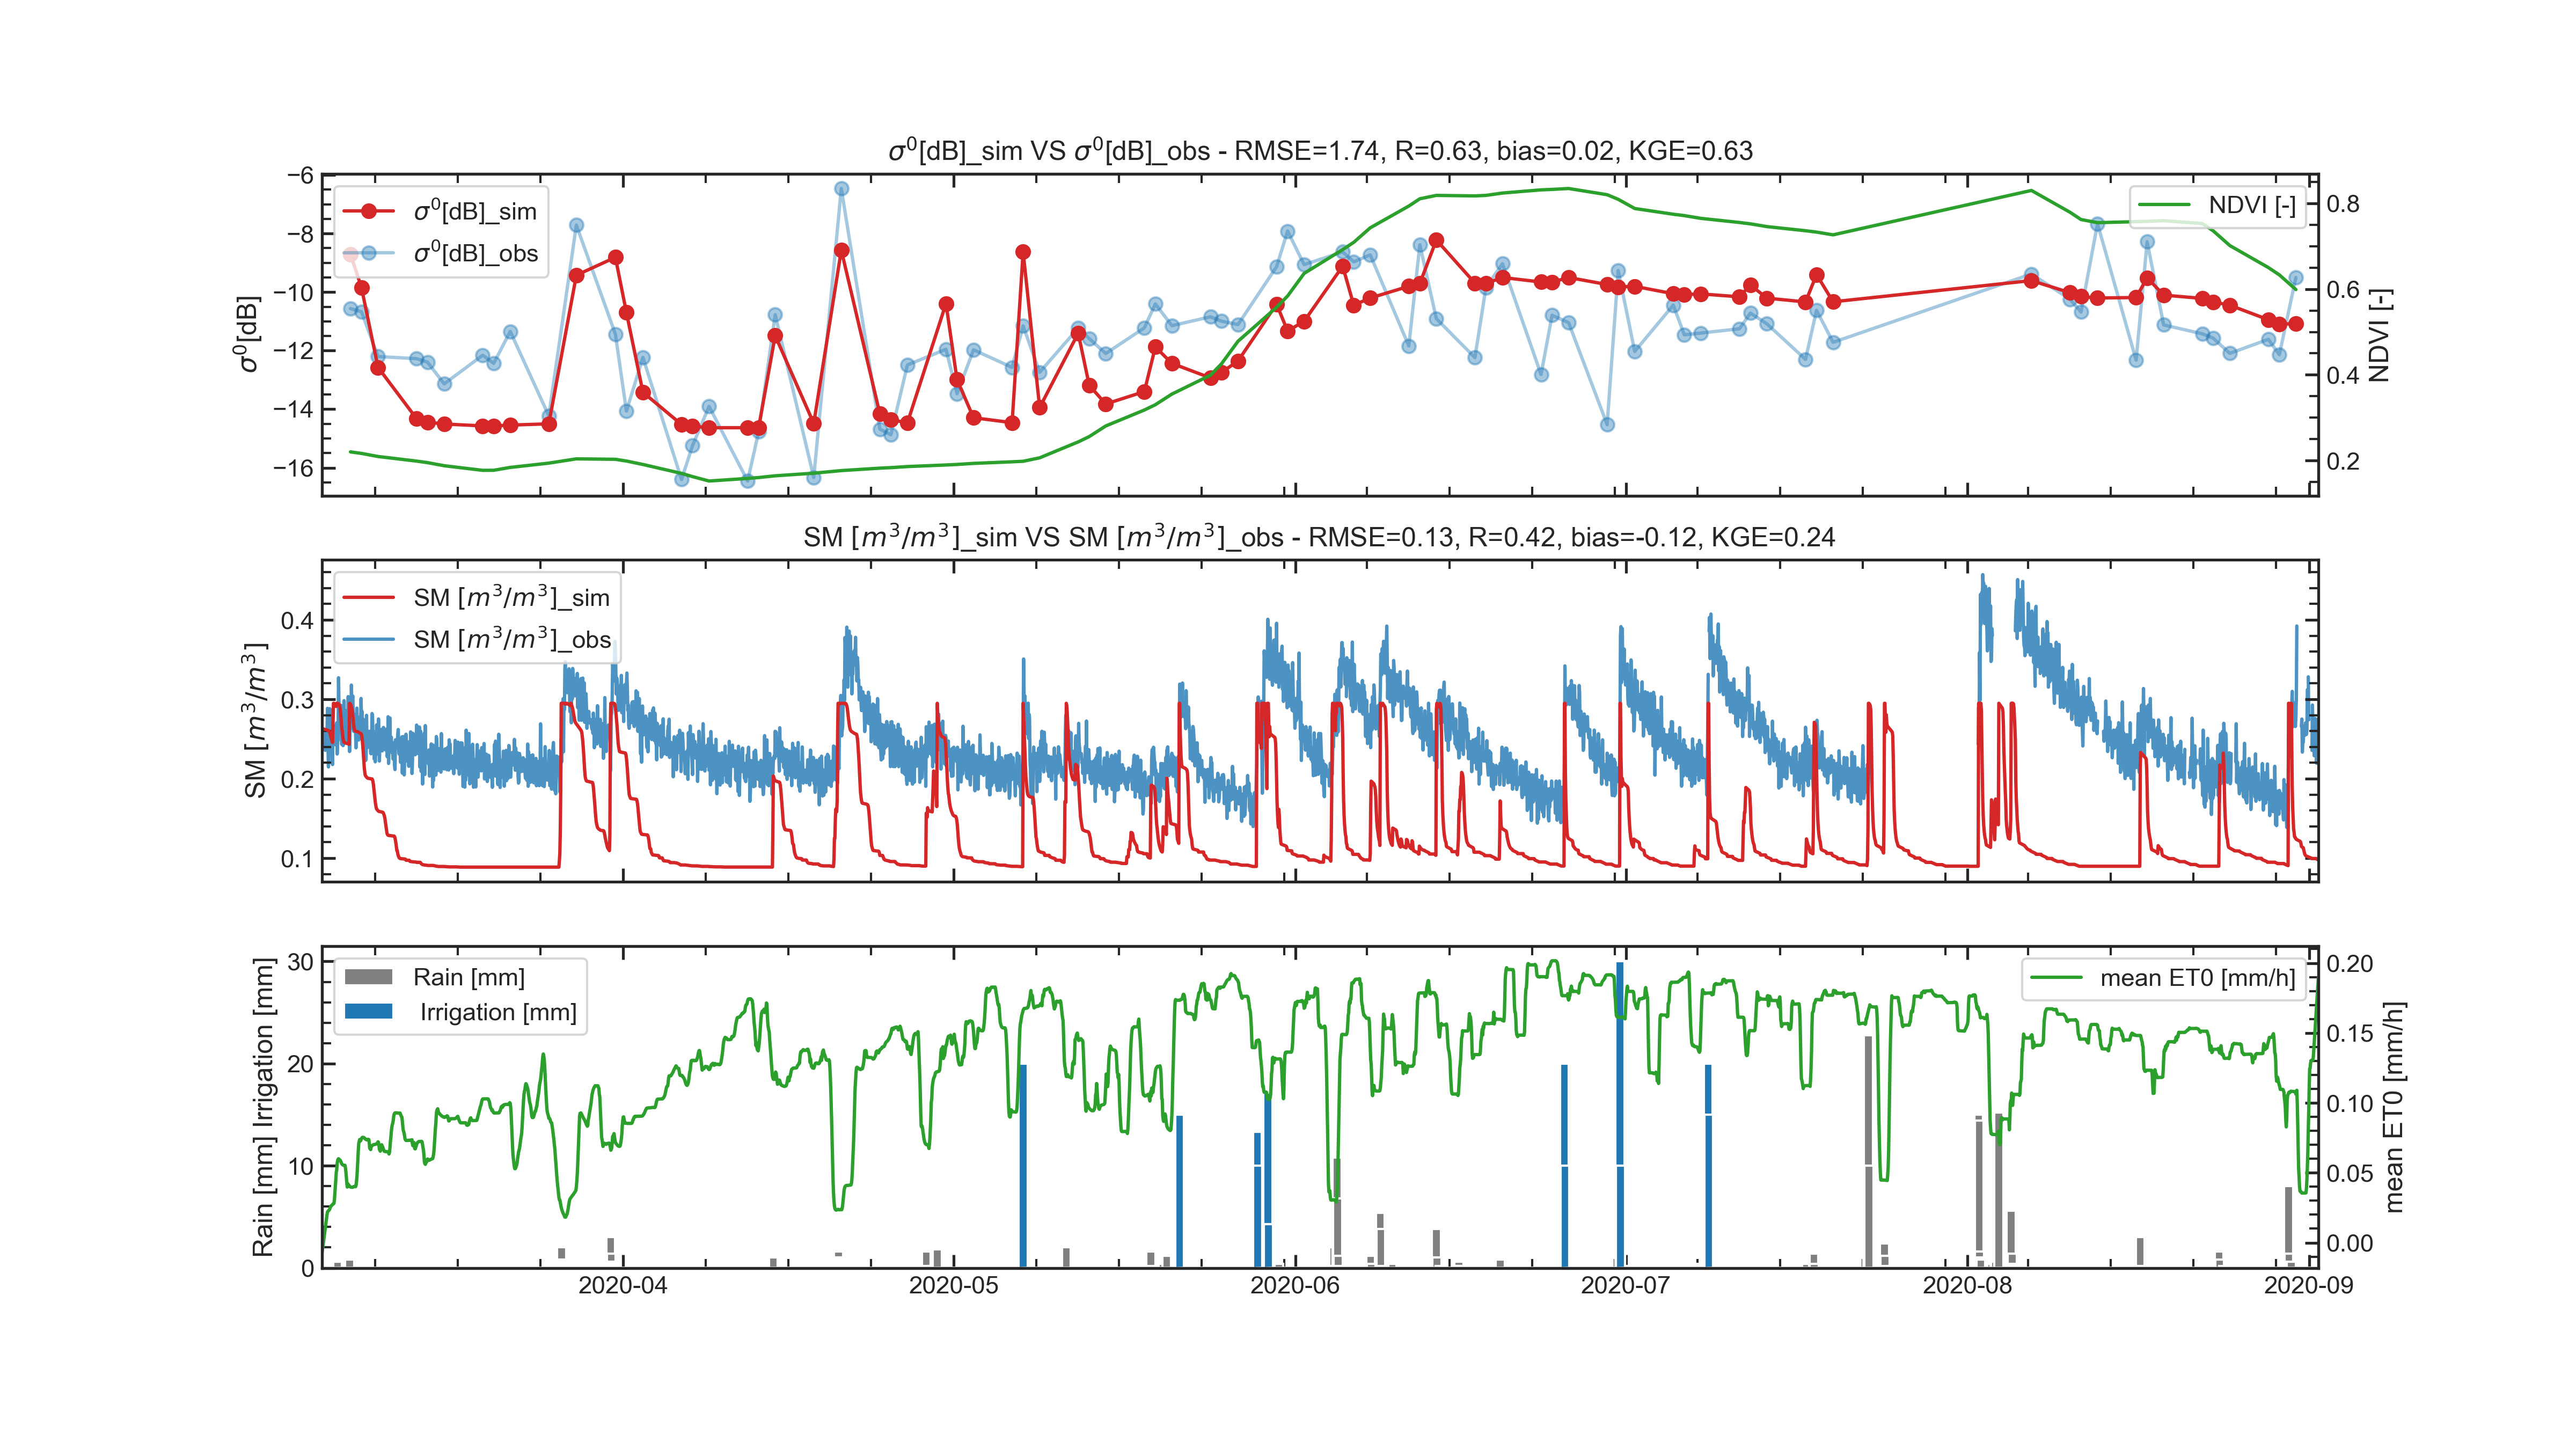 σ⁰[dB]_sim VS σ⁰[dB]_obs - RMSE=1.74, R=0.63, bias=0.02, KGE=0.63
σ⁰[dB]_sim
σ⁰[dB]_obs
NDVI [-]
−6
−8
−10
−12
−14
−16
σ⁰[dB]
0.8
0.6
0.4
0.2
NDVI [-]
SM [m³/m³]_sim VS SM [m³/m³]_obs - RMSE=0.13, R=0.42, bias=-0.12, KGE=0.24
SM [m³/m³]_sim
SM [m³/m³]_obs
0.4
0.3
0.2
0.1
SM [m³/m³]
Rain [mm]
Irrigation [mm]
mean ET0 [mm/h]
30
20
10
0
Rain [mm] Irrigation [mm]
0.20
0.15
0.10
0.05
0.00
mean ET0 [mm/h]
2020-04 2020-05 2020-06 2020-07 2020-08 2020-09